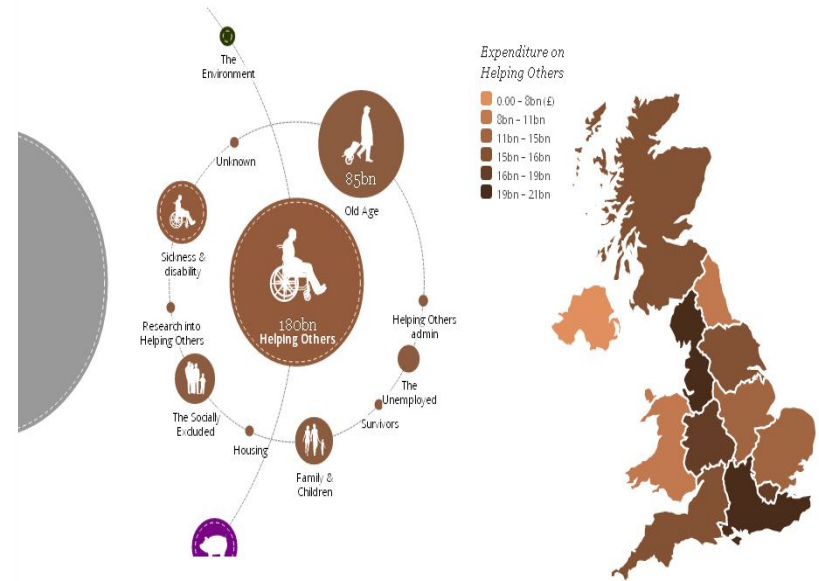 The
Environment
Unknown
85bn
Old Age
Sickness &
disability
180bn
Helping Others
Research into
Helping Others
Helping Others
admin
The Socially
Excluded
The
Unemployed
Survivors
Housing
Family &
Children
Expenditure on
Helping Others
0.00 – 8bn (£)
8bn – 11bn
11bn – 15bn
15bn – 16bn
16bn – 19bn
19bn – 21bn